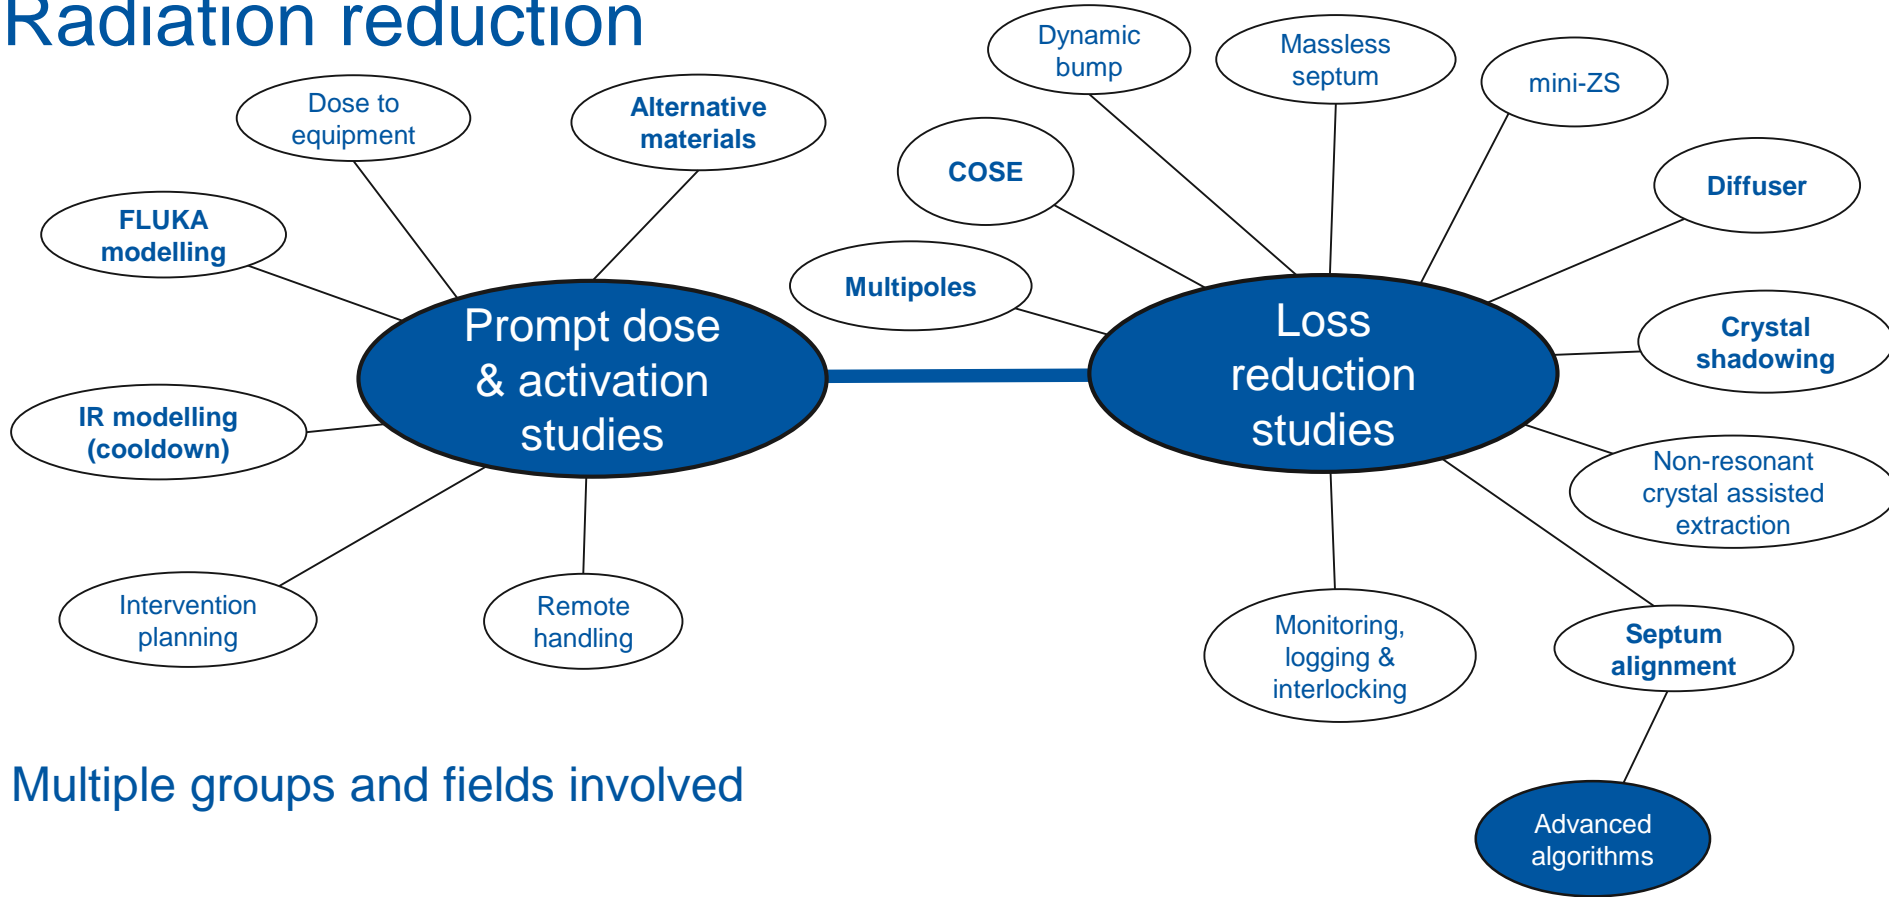 Radiation reduction
Dynamic
bump
Massless
septum
mini-ZS
Dose to
equipment
Alternative
materials
COSE
Diffuser
FLUKA
modelling
Multipoles
Prompt dose
& activation
studies
Loss
reduction
studies
Crystal
shadowing
IR modelling
(cooldown)
Non-resonant
crystal assisted
extraction
Intervention
planning
Remote
handling
Monitoring,
logging &
interlocking
Septum
alignment
Multiple groups and fields involved
Advanced
algorithms